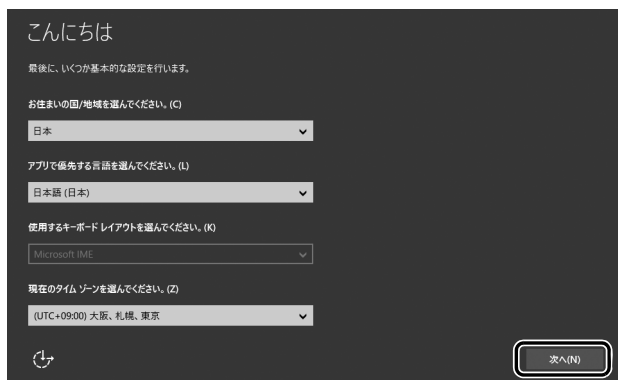 こんにちは
最後に、いくつか基本的な設定を行います。
お住まいの国/地域を選んでください。(C)
日本
アプリで優先する言語を選んでください。(L)
日本語 (日本)
使用するキーボード レイアウトを選んでください。(K)
Microsoft IME
現在のタイム ゾーンを選んでください。(Z)
(UTC+09:00) 大阪、札幌、東京
次へ(N)